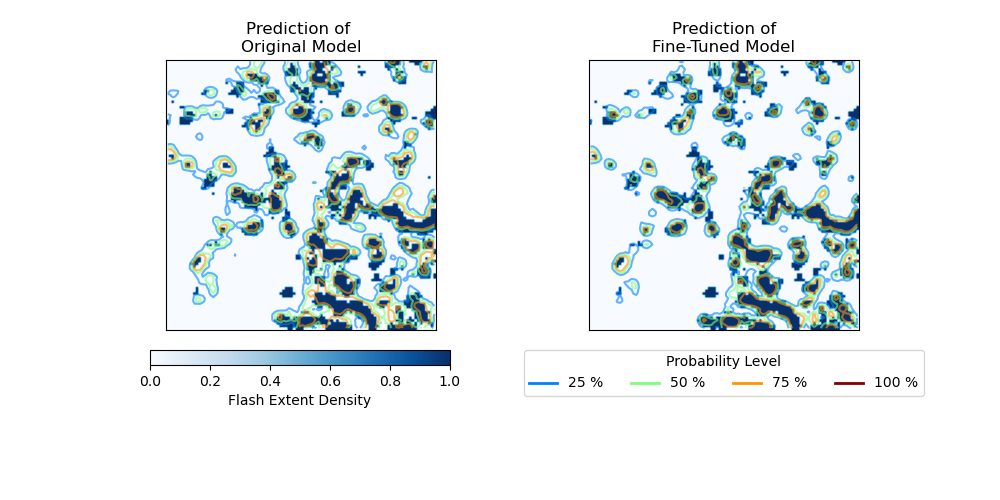 Prediction of
Original Model
Prediction of
Fine-Tuned Model
0.0 0.2 0.4 0.6 0.8 1.0
Flash Extent Density
Probability Level
25 % 50 % 75 % 100 %